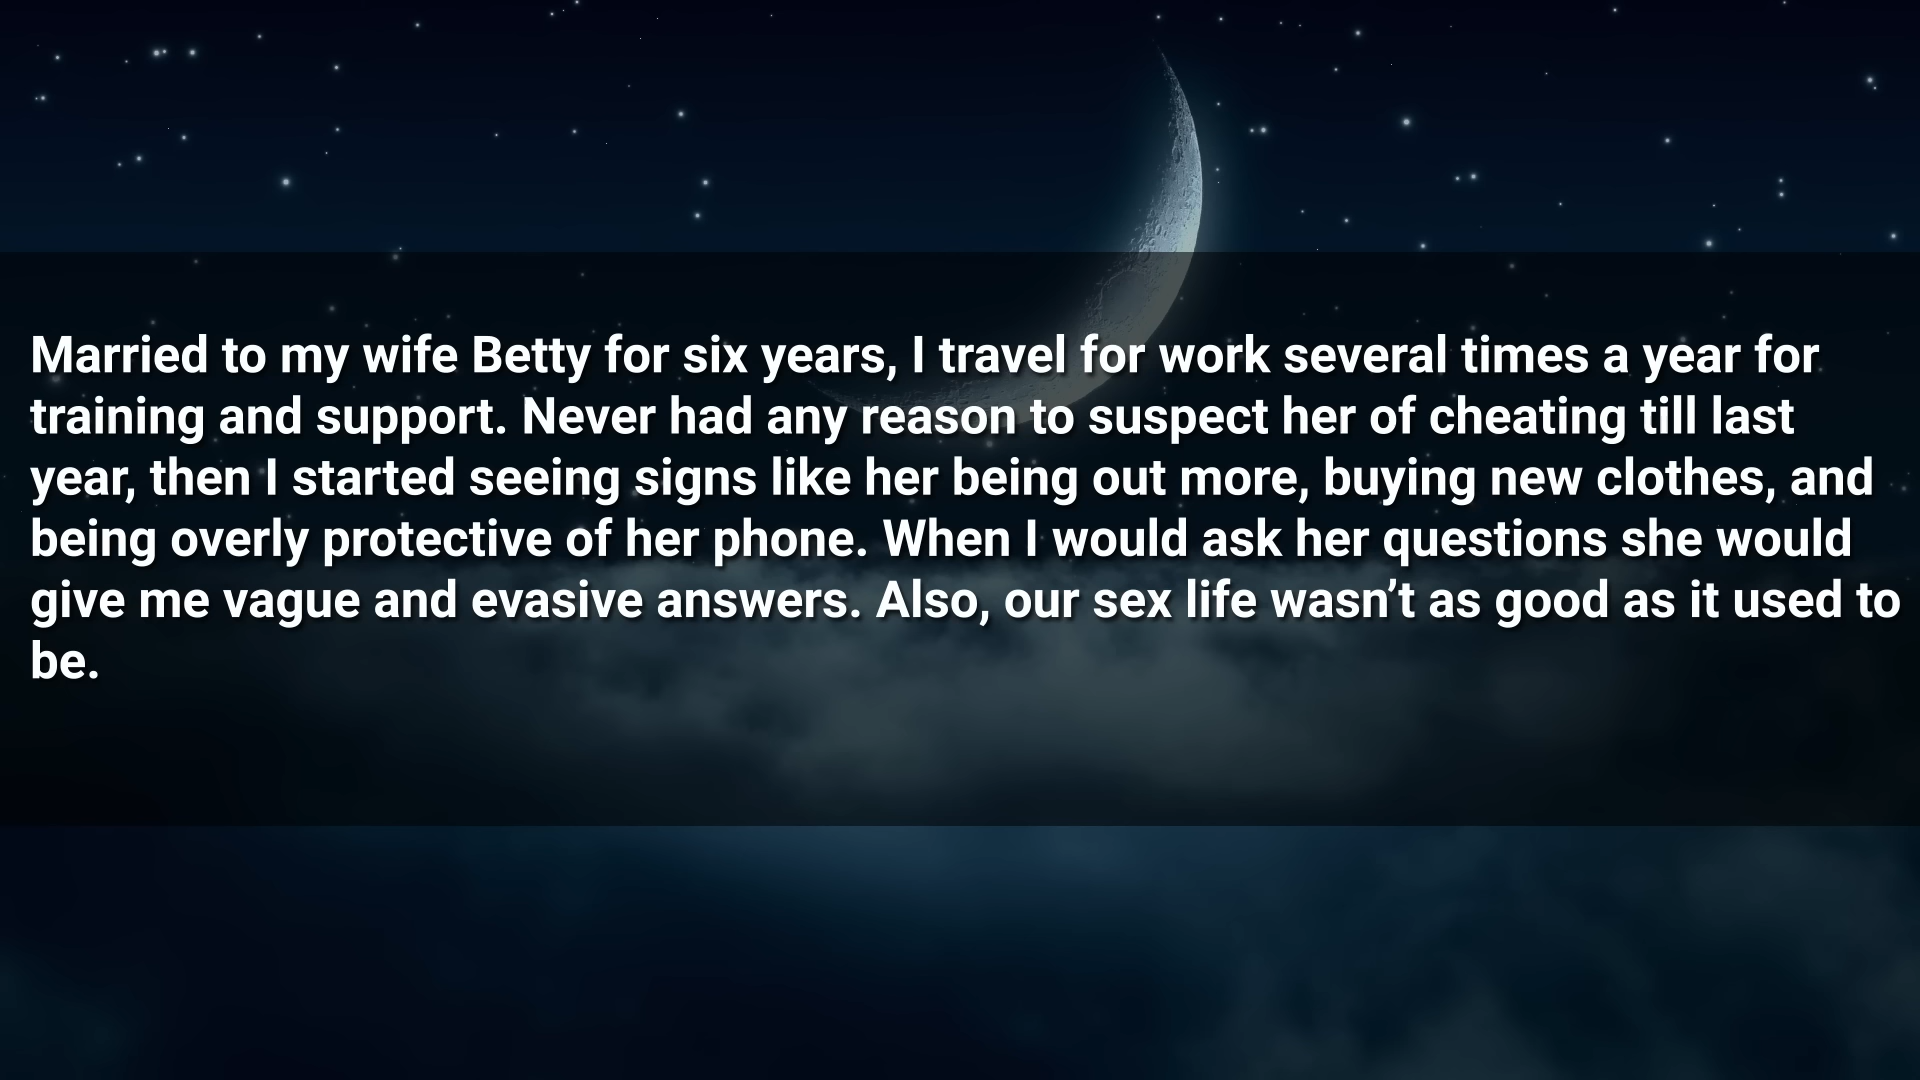 Married to my wife Betty for six years, I travel for work several times a year for
training and support. Never had any reason to suspect her of cheating till last
year, then I started seeing signs like her being out more, buying new clothes, and
being overly protective of her phone. When I would ask her questions she would
give me vague and evasive answers. Also, our sex life wasn’t as good as it used to
be.